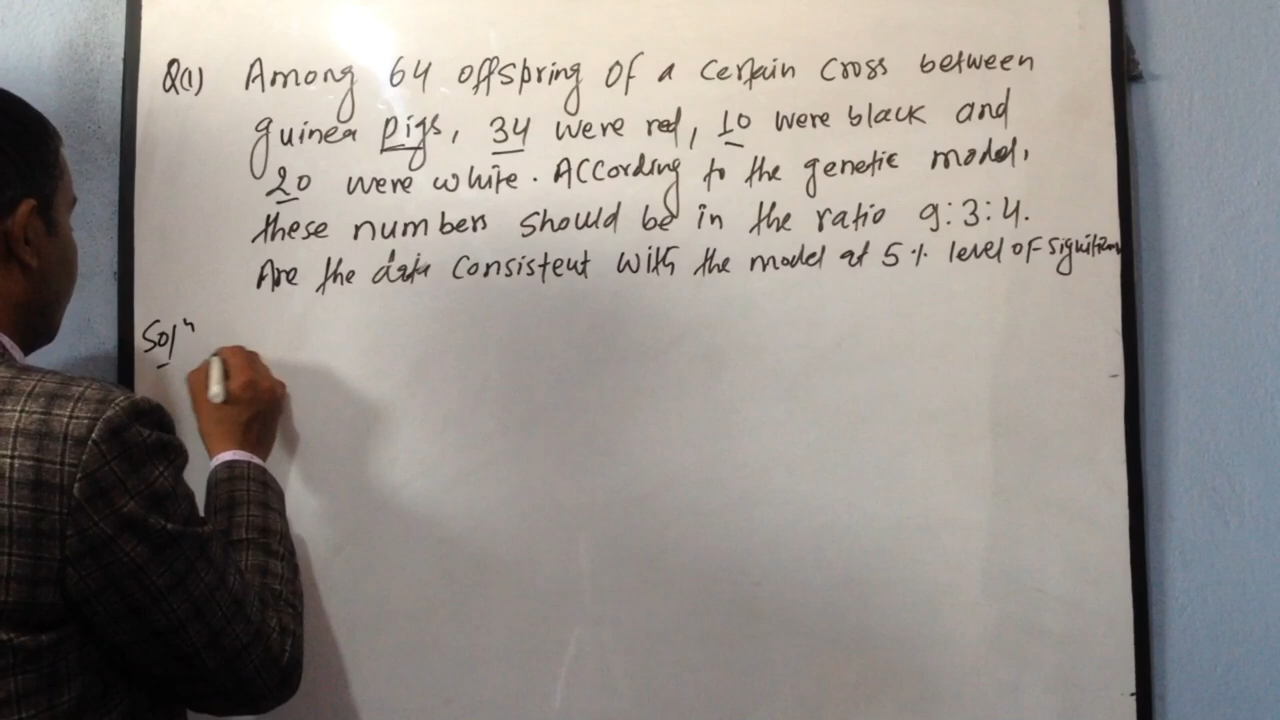 Q(1) Among 64 offspring of a certain cross between
guinea pigs, 34 were red, 10 were black and
20 were white. According to the genetic model,
these numbers should be in the ratio 9:3:4.
Are the data consistent with the model at 5% level of
Solⁿ